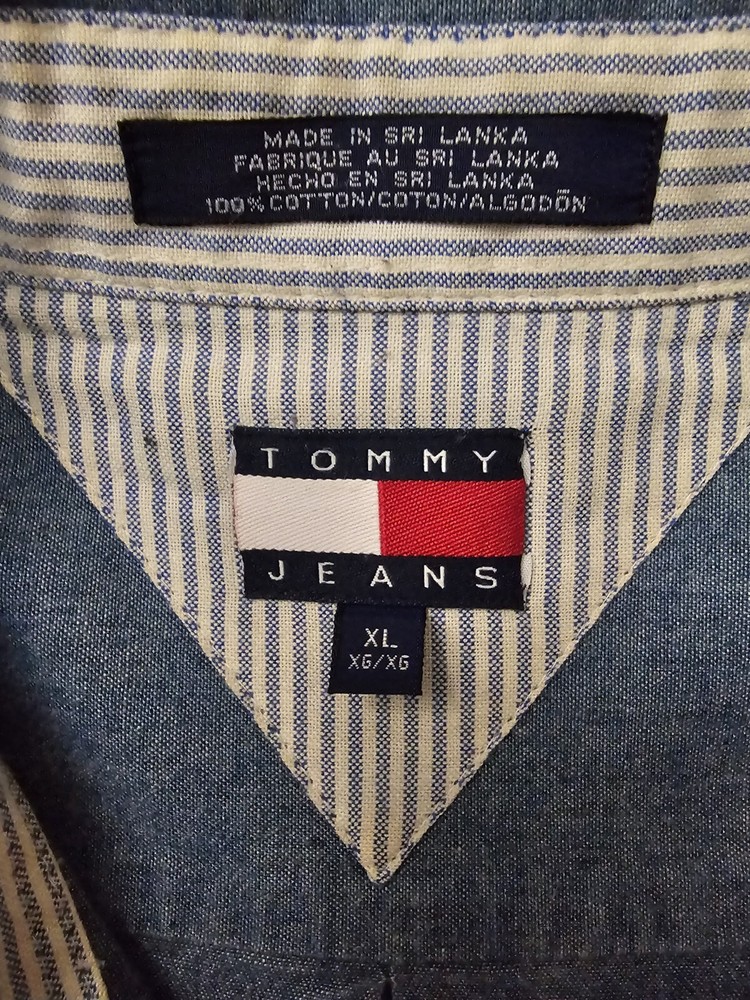 MADE IN SRI LANKA
FABRIQUE AU SRI LANKA
HECHO EN SRI LANKA
100% COTTON/COTON/ALGODÓN
TOMMY
JEANS
XL
XG/XG